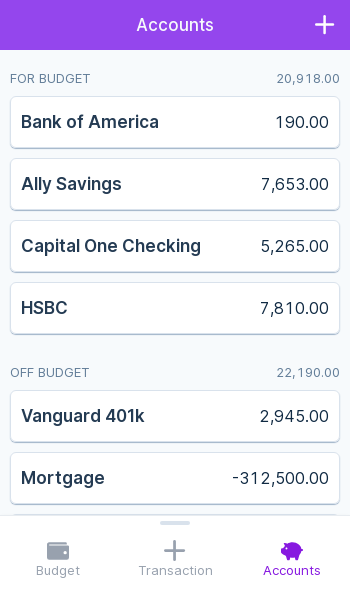 Accounts
FOR BUDGET 20,918.00
Bank of America 190.00
Ally Savings 7,653.00
Capital One Checking 5,265.00
HSBC 7,810.00
OFF BUDGET 22,190.00
Vanguard 401k 2,945.00
Mortgage -312,500.00
Budget Transaction Accounts